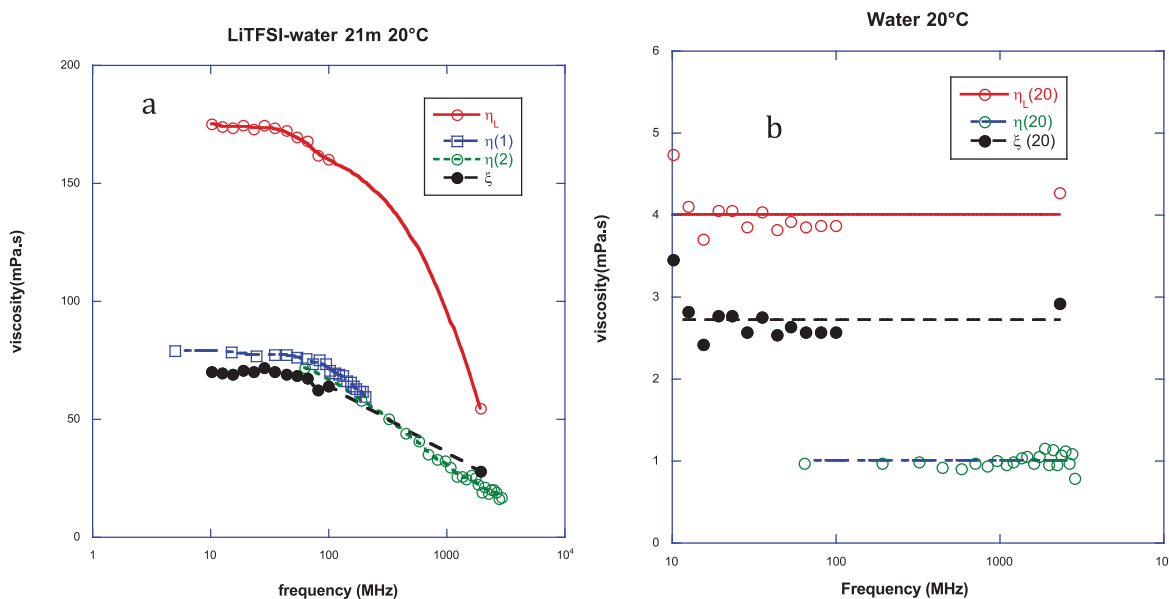 LiTFSI-water 21m 20°C
200
150
100
50
0
viscosity(mPa.s)
a
η_L
η(1)
η(2)
ξ
1
10
100
1000
10⁴
frequency (MHz)
Water 20°C
6
5
4
3
2
1
0
viscosity(mPa.s)
b
η_L(20)
η(20)
ξ (20)
10
100
1000
10
Frequency (MHz)